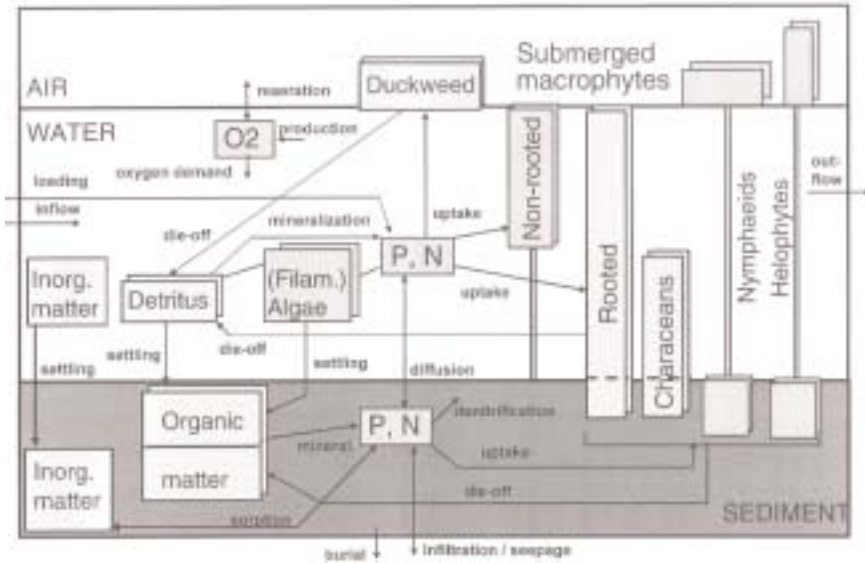 Submerged
macrophytes
Duckweed
AIR
reaeration
WATER
O2
production
oxygen demand
out-
flow
loading
inflow
uptake
Non-rooted
Nymphaeids
Helophytes
die-off
mineralization
P, N
Inorg.
matter
Detritus
(Filam.)
Algae
uptake
Rooted
Characeans
settling
settling
die-off
settling
diffusion
Organic
matter
P, N
denitrification
mineral.
uptake
Inorg.
matter
die-off
sorption
SEDIMENT
burial
Infiltration / seepage